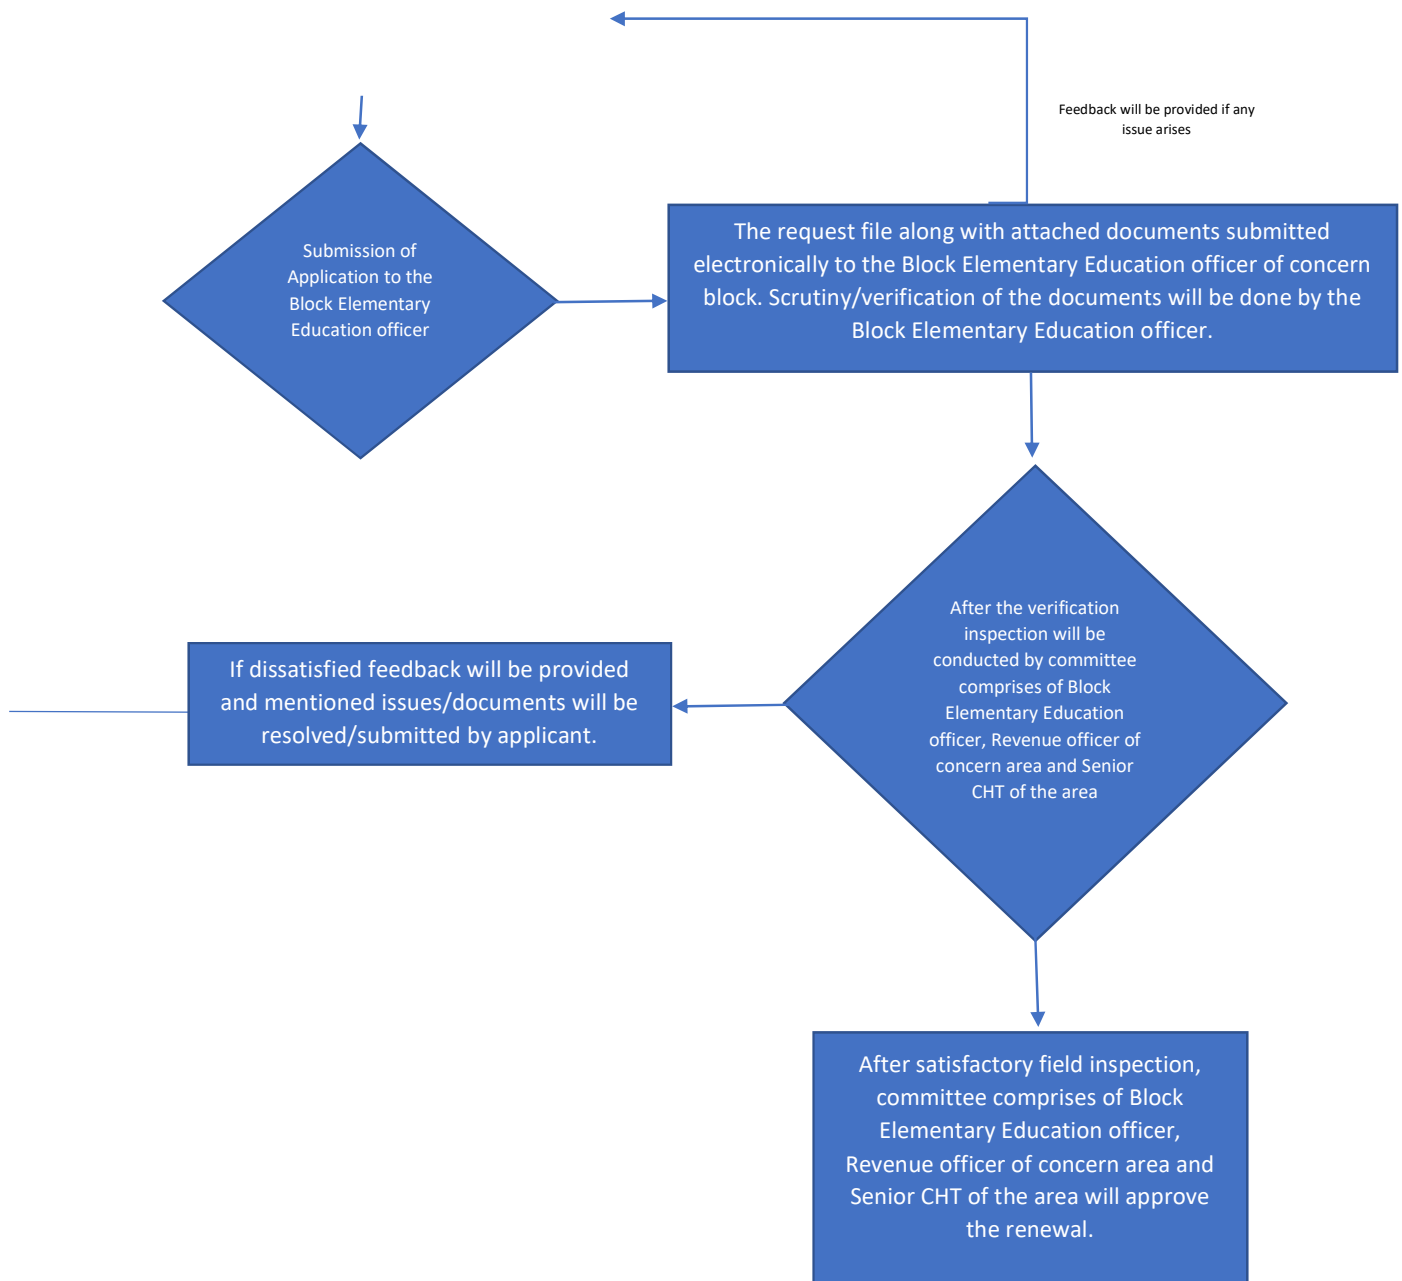 Feedback will be provided if any
issue arises
Submission of
Application to the
Block Elementary
Education officer
The request file along with attached documents submitted
electronically to the Block Elementary Education officer of concern
block. Scrutiny/verification of the documents will be done by the
Block Elementary Education officer.
After the verification
inspection will be
conducted by committee
comprises of Block
Elementary Education
officer, Revenue officer of
concern area and Senior
CHT of the area
If dissatisfied feedback will be provided
and mentioned issues/documents will be
resolved/submitted by applicant.
After satisfactory field inspection,
committee comprises of Block
Elementary Education officer,
Revenue officer of concern area and
Senior CHT of the area will approve
the renewal.